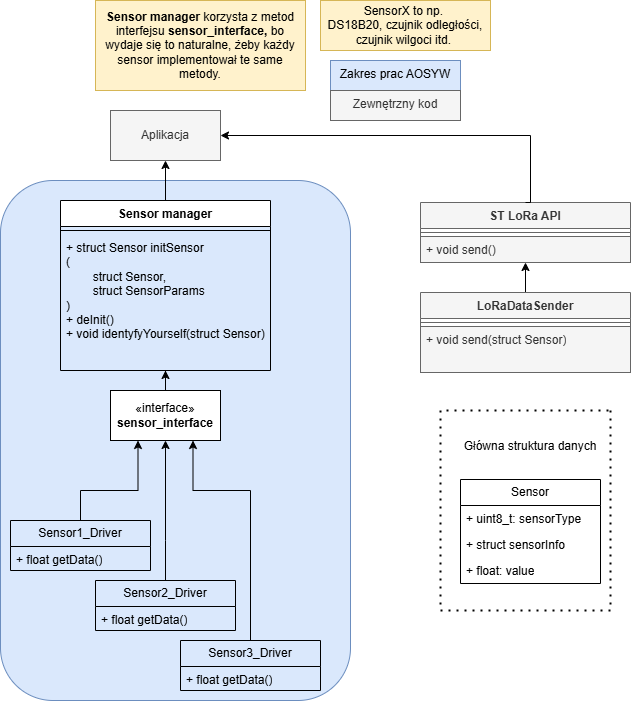 Sensor manager korzysta z metod
interfejsu sensor_interface, bo
wydaje się to naturalne, żeby każdy
sensor implementował te same
metody.
SensorX to np.
DS18B20, czujnik odległości,
czujnik wilgoci itd.
Zakres prac AOSYW
Zewnętrzny kod
Aplikacja
Sensor manager
+ struct Sensor initSensor
(
struct Sensor,
struct SensorParams
)
+ deInit()
+ void identyfyYourself(struct Sensor)
ST LoRa API
+ void send()
LoRaDataSender
+ void send(struct Sensor)
«interface»
sensor_interface
Główna struktura danych
Sensor
+ uint8_t: sensorType
+ struct sensorInfo
+ float: value
Sensor1_Driver
+ float getData()
Sensor2_Driver
+ float getData()
Sensor3_Driver
+ float getData()